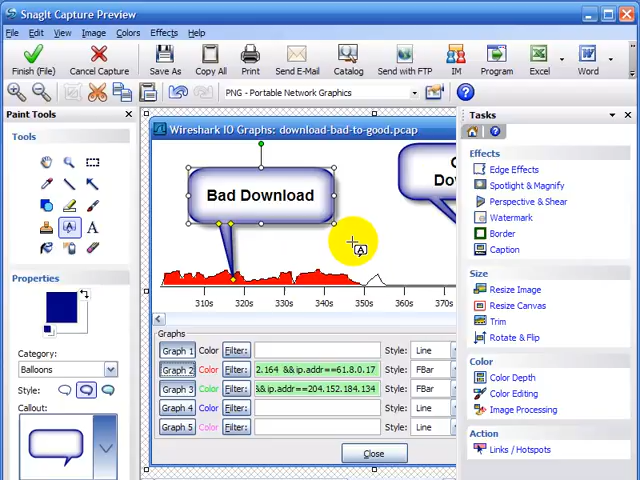 SnagIt Capture Preview
File Edit View Image Colors Effects Help
Finish (File) Cancel Capture Save As Copy All Print Send E-Mail Catalog Send with FTP IM Program Excel Word
PNG - Portable Network Graphics
Paint Tools
Tools
A
A
Properties
Category:
Balloons
Style:
Callout:
Wireshark IO Graphs: download-bad-to-good.pcap
Bad Download
A
310s 320s 330s 340s 350s 360s 370s
Graphs
Graph 1 Color Filter: Style: Line
Graph 2 Color Filter: 2.164 &&ip.addr==61.8.0.17 Style: FBar
Graph 3 Color Filter: &&ip.addr==204.152.184.134 Style: FBar
Graph 4 Color Filter: Style: Line
Graph 5 Color Filter: Style: Line
Close
Tasks
Effects
Edge Effects
Spotlight & Magnify
Perspective & Shear
Watermark
Border
Caption
Size
Resize Image
Resize Canvas
Trim
Rotate & Flip
Color
Color Depth
Color Editing
Image Processing
Action
Links / Hotspots